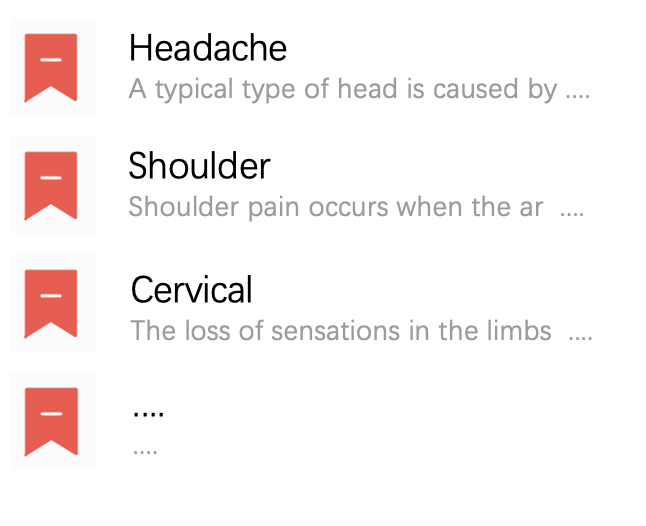 Headache
A typical type of head is caused by ....
Shoulder
Shoulder pain occurs when the ar ....
Cervical
The loss of sensations in the limbs ....
....
....